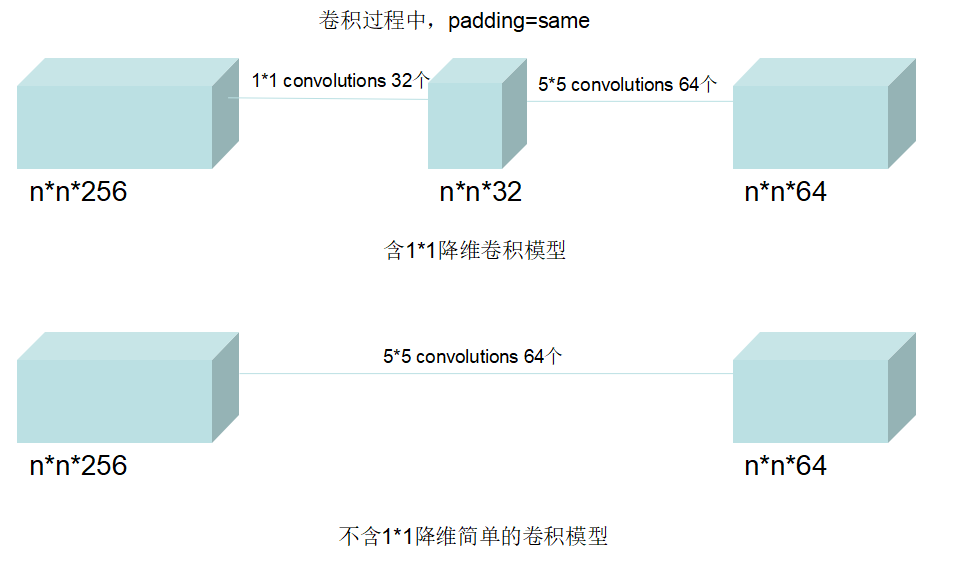 卷积过程中，padding=same
1*1 convolutions 32个
5*5 convolutions 64个
n*n*256
n*n*32
n*n*64
含1*1降维卷积模型
5*5 convolutions 64个
n*n*256
n*n*64
不含1*1降维简单的卷积模型